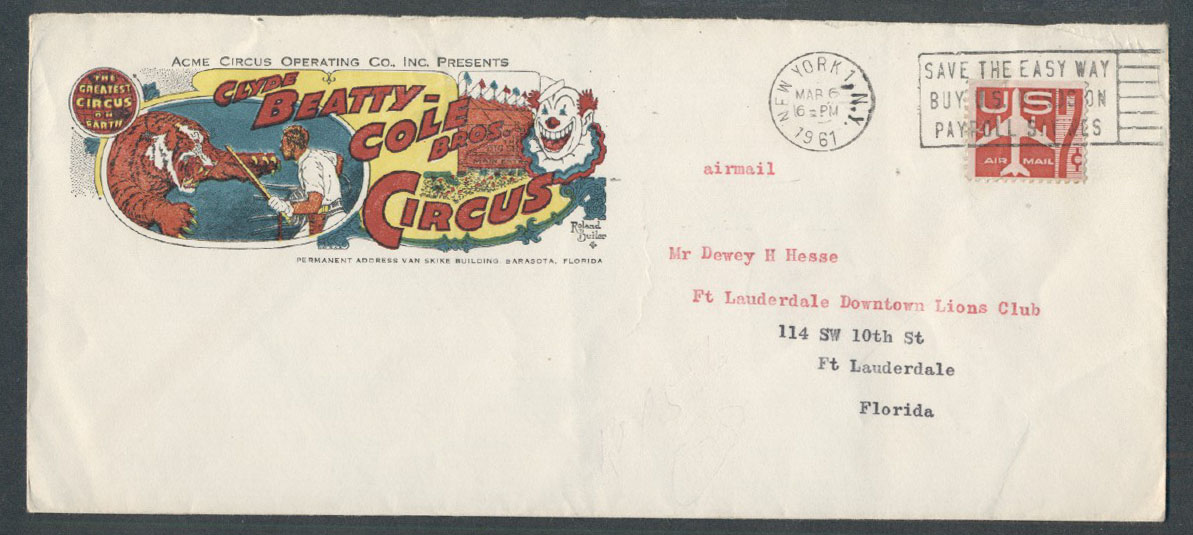 ACME CIRCUS OPERATING CO., INC. PRESENTS
THE
GREATEST
CIRCUS
ON
EARTH
CLYDE
BEATTY-
COLE
BROS.
CIRCUS
Roland
Butler
PERMANENT ADDRESS VAN SKIKE BUILDING, SARASOTA, FLORIDA
NEW YORK 1, N.Y.
MAR 6
6 PM
1961
SAVE THE EASY WAY
BUY U.S. ON
PAYROLL
US
AIR MAIL
7¢
airmail
Mr Dewey H Hesse
Ft Lauderdale Downtown Lions Club
114 SW 10th St
Ft Lauderdale
Florida